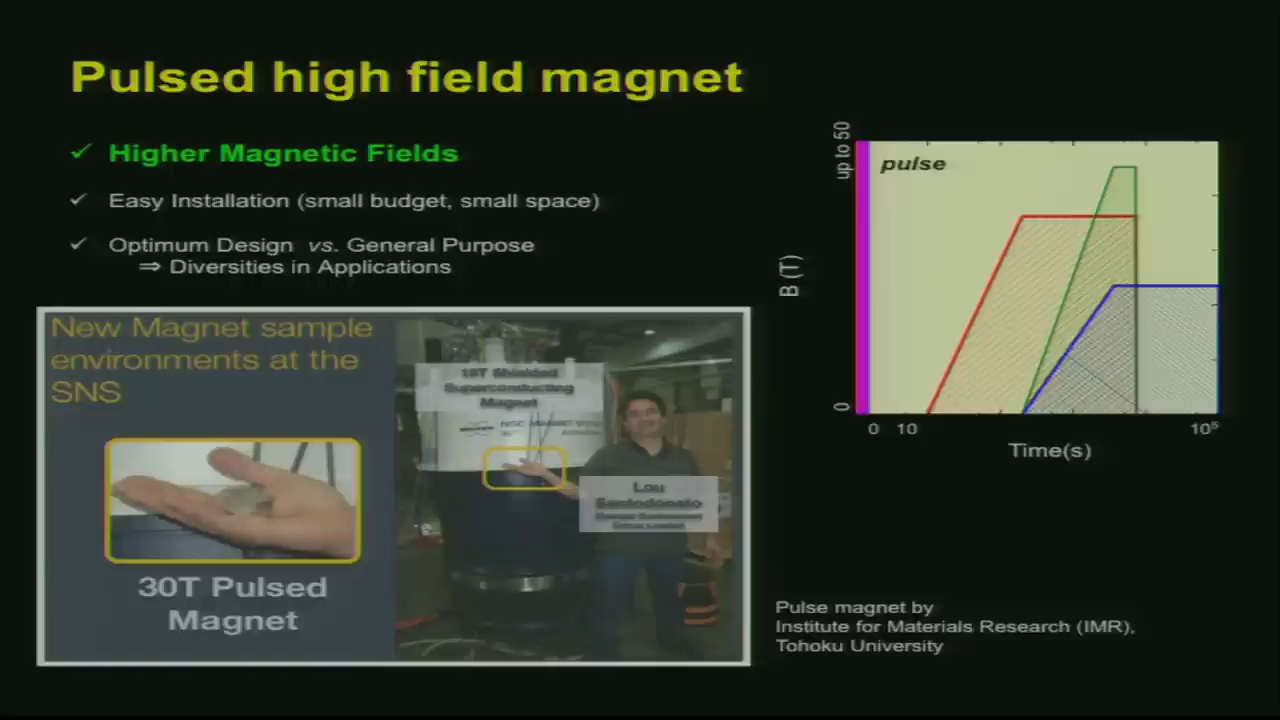 Pulsed high field magnet
✓ Higher Magnetic Fields
✓ Easy Installation (small budget, small space)
✓ Optimum Design vs. General Purpose
⇒ Diversities in Applications
New Magnet sample
environments at the
SNS
30T Pulsed
Magnet
Shielded
Superconducting
Magnet
Lou
Santodonato
pulse
up to 50
B (T)
0
0 10 10⁵
Time(s)
Pulse magnet by
Institute for Materials Research (IMR),
Tohoku University